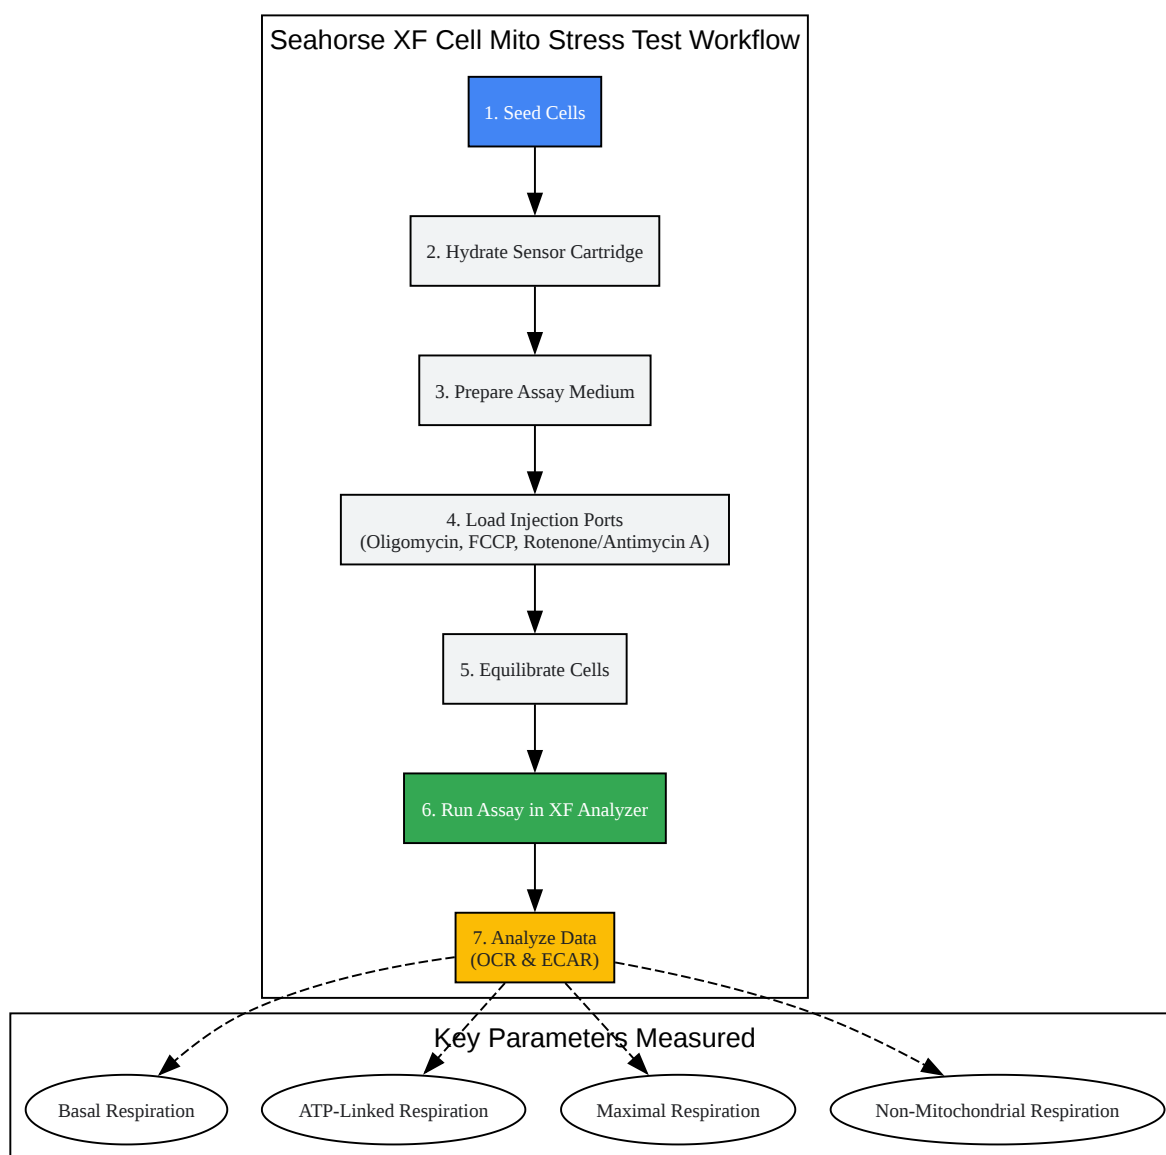 Seahorse XF Cell Mito Stress Test Workflow
1. Seed Cells
2. Hydrate Sensor Cartridge
3. Prepare Assay Medium
4. Load Injection Ports
(Oligomycin, FCCP, Rotenone/Antimycin A)
5. Equilibrate Cells
6. Run Assay in XF Analyzer
7. Analyze Data
(OCR & ECAR)
Key Parameters Measured
Basal Respiration
ATP-Linked Respiration
Maximal Respiration
Non-Mitochondrial Respiration